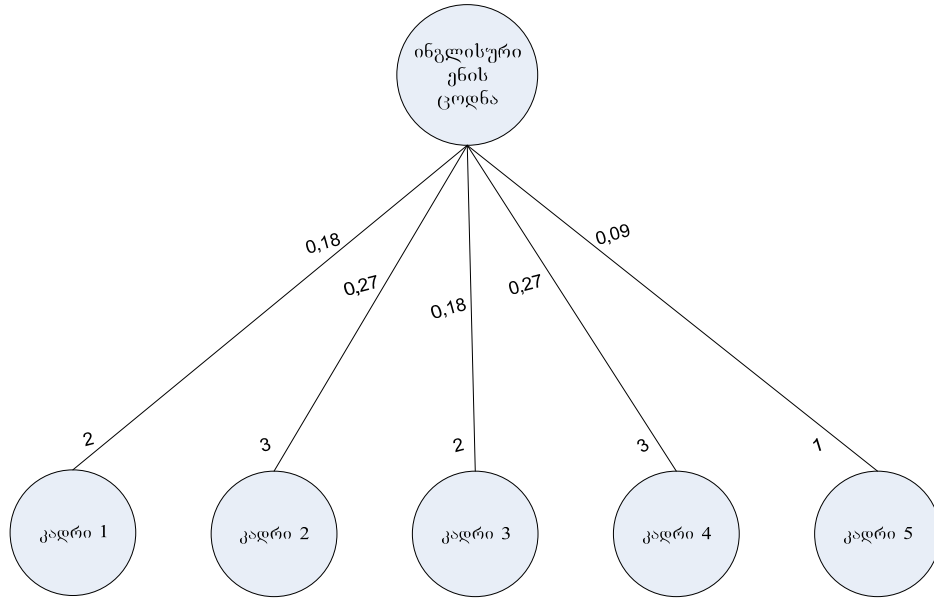 ინგლისური
ენის
ცოდნა
0,18
0,27
0,18
0,27
0,09
2
3
2
3
1
კადრი 1
კადრი 2
კადრი 3
კადრი 4
კადრი 5